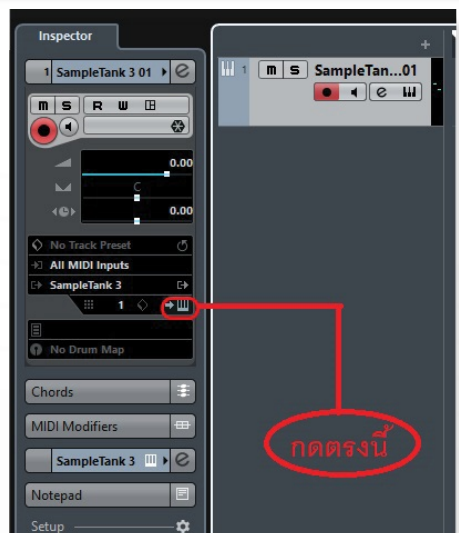 Inspector
+
1 SampleTank 3 01
m S R W
0.00
C
0.00
No Track Preset
All MIDI Inputs
SampleTank 3
1
No Drum Map
Chords
MIDI Modifiers
SampleTank 3
Notepad
Setup
1 m S SampleTan...01
กดตรงนี้